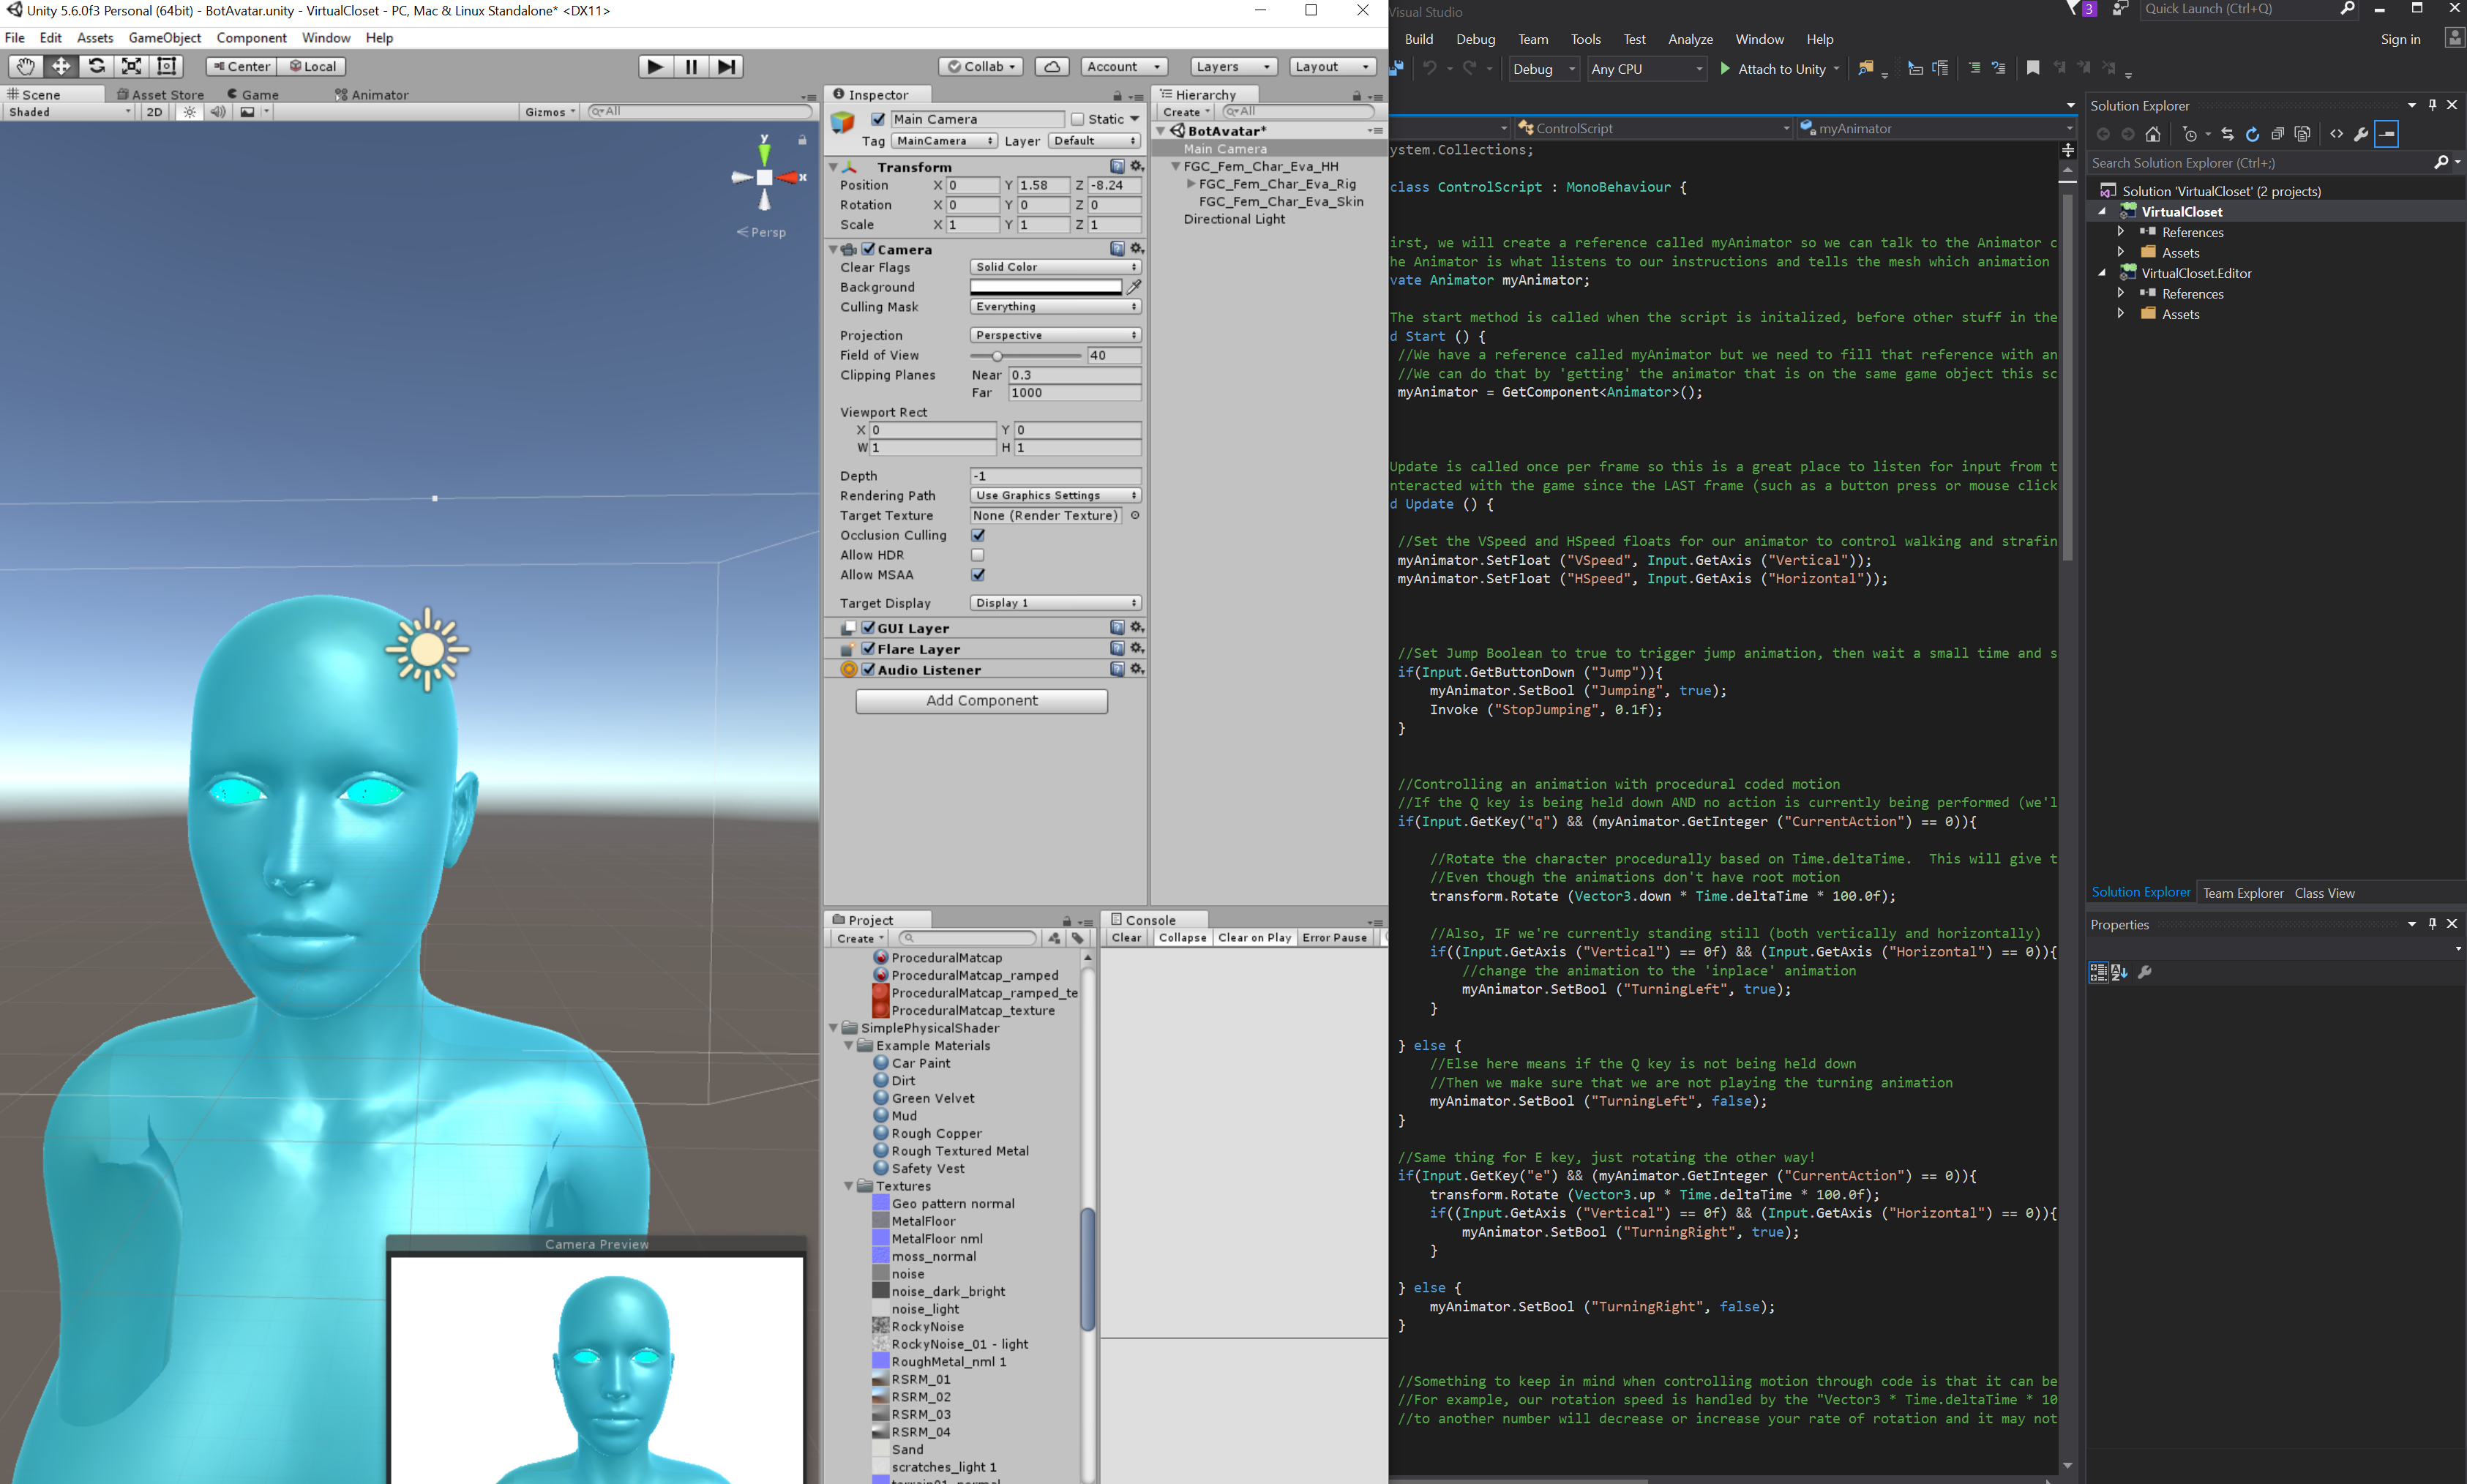 Unity 5.6.0f3 Personal (64bit) - BotAvatar.unity - VirtualCloset - PC, Mac & Linux Standalone* <DX11>
File Edit Assets GameObject Component Window Help
Center Local
Collab Account Layers Layout
Scene Asset Store Game Animator
Shaded 2D Gizmos All
y
x
Persp
Camera Preview
Inspector
Main Camera Static
Tag MainCamera Layer Default
Transform
Position X 0 Y 1.58 Z -8.24
Rotation X 0 Y 0 Z 0
Scale X 1 Y 1 Z 1
Camera
Clear Flags Solid Color
Background
Culling Mask Everything
Projection Perspective
Field of View 40
Clipping Planes Near 0.3
Far 1000
Viewport Rect
X 0 Y 0
W 1 H 1
Depth -1
Rendering Path Use Graphics Settings
Target Texture None (Render Texture)
Occlusion Culling
Allow HDR
Allow MSAA
Target Display Display 1
GUI Layer
Flare Layer
Audio Listener
Add Component
Hierarchy
Create All
BotAvatar*
Main Camera
FGC_Fem_Char_Eva_HH
FGC_Fem_Char_Eva_Rig
FGC_Fem_Char_Eva_Skin
Directional Light
Project
Create
ProceduralMatcap
ProceduralMatcap_ramped
ProceduralMatcap_ramped_te
ProceduralMatcap_texture
SimplePhysicalShader
Example Materials
Car Paint
Dirt
Green Velvet
Mud
Rough Copper
Rough Textured Metal
Safety Vest
Textures
Geo pattern normal
MetalFloor
MetalFloor nml
moss_normal
noise
noise_dark_bright
noise_light
RockyNoise
RockyNoise_01 - light
RoughMetal_nml 1
RSRM_01
RSRM_02
RSRM_03
RSRM_04
Sand
scratches_light 1
Console
Clear Collapse Clear on Play Error Pause
Visual Studio
3 Quick Launch (Ctrl+Q)
Build Debug Team Tools Test Analyze Window Help
Sign in
Debug Any CPU Attach to Unity
ControlScript myAnimator
ystem.Collections;
class ControlScript : MonoBehaviour {
irst, we will create a reference called myAnimator so we can talk to the Animator c
he Animator is what listens to our instructions and tells the mesh which animation
vate Animator myAnimator;
The start method is called when the script is initalized, before other stuff in the
d Start () {
//We have a reference called myAnimator but we need to fill that reference with an
//We can do that by 'getting' the animator that is on the same game object this sc
myAnimator = GetComponent<Animator>();
Update is called once per frame so this is a great place to listen for input from t
nteracted with the game since the LAST frame (such as a button press or mouse click
d Update () {
//Set the VSpeed and HSpeed floats for our animator to control walking and strafin
myAnimator.SetFloat ("VSpeed", Input.GetAxis ("Vertical"));
myAnimator.SetFloat ("HSpeed", Input.GetAxis ("Horizontal"));
//Set Jump Boolean to true to trigger jump animation, then wait a small time and s
if(Input.GetButtonDown ("Jump")){
myAnimator.SetBool ("Jumping", true);
Invoke ("StopJumping", 0.1f);
}
//Controlling an animation with procedural coded motion
//If the Q key is being held down AND no action is currently being performed (we'l
if(Input.GetKey("q") && (myAnimator.GetInteger ("CurrentAction") == 0)){
//Rotate the character procedurally based on Time.deltaTime.  This will give t
//Even though the animations don't have root motion
transform.Rotate (Vector3.down * Time.deltaTime * 100.0f);
//Also, IF we're currently standing still (both vertically and horizontally)
if((Input.GetAxis ("Vertical") == 0f) && (Input.GetAxis ("Horizontal") == 0)){
//change the animation to the 'inplace' animation
myAnimator.SetBool ("TurningLeft", true);
}
} else {
//Else here means if the Q key is not being held down
//Then we make sure that we are not playing the turning animation
myAnimator.SetBool ("TurningLeft", false);
}
//Same thing for E key, just rotating the other way!
if(Input.GetKey("e") && (myAnimator.GetInteger ("CurrentAction") == 0)){
transform.Rotate (Vector3.up * Time.deltaTime * 100.0f);
if((Input.GetAxis ("Vertical") == 0f) && (Input.GetAxis ("Horizontal") == 0)){
myAnimator.SetBool ("TurningRight", true);
}
} else {
myAnimator.SetBool ("TurningRight", false);
}
//Something to keep in mind when controlling motion through code is that it can be
//For example, our rotation speed is handled by the "Vector3 * Time.deltaTime * 10
//to another number will decrease or increase your rate of rotation and it may not
Solution Explorer
Search Solution Explorer (Ctrl+;)
Solution 'VirtualCloset' (2 projects)
VirtualCloset
References
Assets
VirtualCloset.Editor
References
Assets
Solution Explorer Team Explorer Class View
Properties